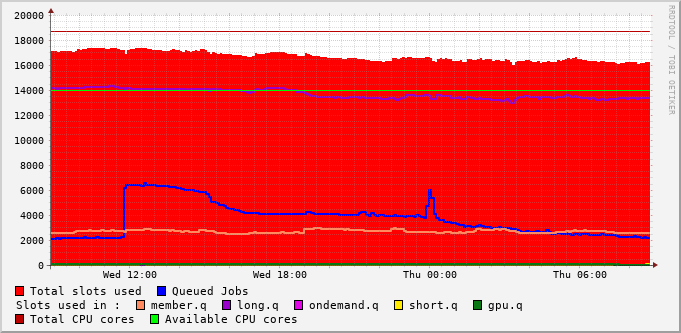 20000
18000
16000
14000
12000
10000
8000
6000
4000
2000
0
Wed 12:00 Wed 18:00 Thu 00:00 Thu 06:00
Total slots used Queued Jobs
Slots used in : member.q long.q ondemand.q short.q gpu.q
Total CPU cores Available CPU cores
RRDTOOL / TOBI OETIKER